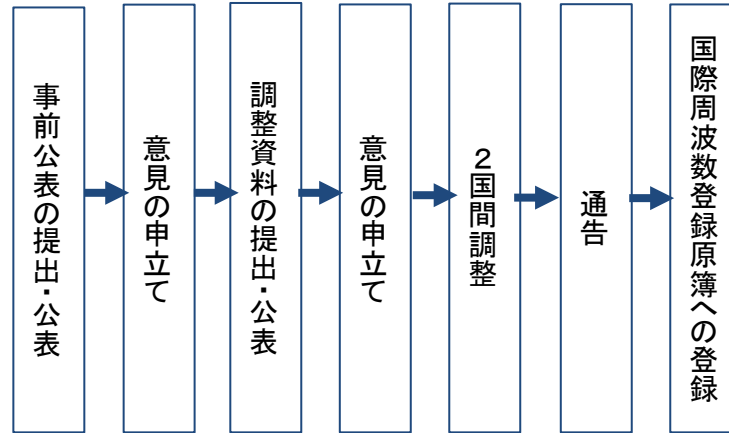 事前公表の提出・公表
意見の申立て
調整資料の提出・公表
意見の申立て
２国間調整
通告
国際周波数登録原簿への登録